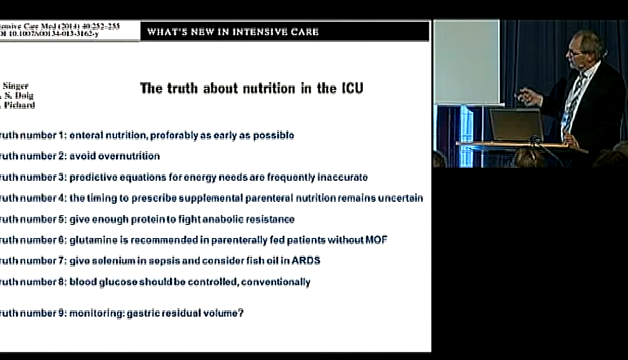 ensive Care Med (2014) 40:252–255
OI 10.1007/s00134-013-3162-y
WHAT'S NEW IN INTENSIVE CARE
Singer
. S. Doig
. Pichard
The truth about nutrition in the ICU
ruth number 1: enteral nutrition, preforably as early as possible
ruth number 2: avoid overnutrition
ruth number 3: predictive equations for energy needs are frequently inaccurate
ruth number 4: the timing to prescribe supplemental parenteral nutrition remains uncertain
ruth number 5: give enough protein to fight anabolic resistance
ruth number 6: glutamine is recommended in parenterally fed patients without MOF
ruth number 7: give selenium in sepsis and consider fish oil in ARDS
ruth number 8: blood glucose should be controlled, conventionally
ruth number 9: monitoring: gastric residual volume?